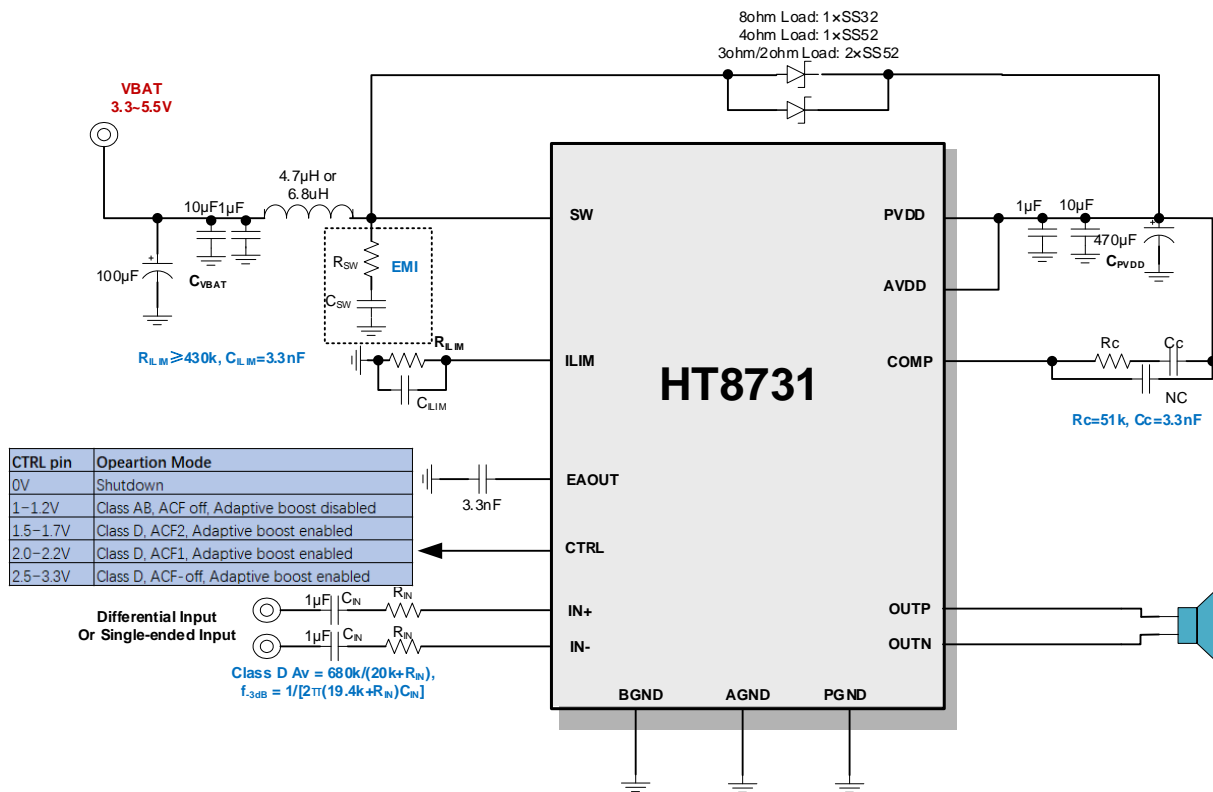 8ohm Load: 1×SS32
4ohm Load: 1×SS52
3ohm/2ohm Load: 2×SS52
VBAT
3.3~5.5V
4.7μH or
6.8uH
10μF 1μF
100μF
CVBAT
RSW
CSW
EMI
RILIM≥430k, CILIM=3.3nF
RILIM
CILIM
SW
ILIM
EAOUT
CTRL
IN+
IN-
HT8731
PVDD
AVDD
COMP
OUTP
OUTN
BGND
AGND
PGND
1μF
10μF
470μF
CPVDD
Rc
Cc
NC
Rc=51k, Cc=3.3nF
3.3nF
CTRL pin Opeartion Mode
0V Shutdown
1-1.2V Class AB, ACF off, Adaptive boost disabled
1.5-1.7V Class D, ACF2, Adaptive boost enabled
2.0-2.2V Class D, ACF1, Adaptive boost enabled
2.5-3.3V Class D, ACF-off, Adaptive boost enabled
Differential Input
Or Single-ended Input
1μF CIN RIN
1μF CIN RIN
Class D Av = 680k/(20k+RIN),
f-3dB = 1/[2π(19.4k+RIN)CIN]